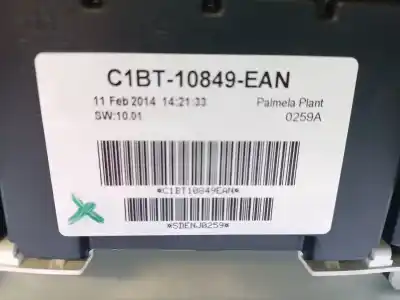 C1BT-10849-EAN
11 Feb 2014 14:21:33 Palmela Plant
SW:10.01 0259A
*C1BT10849EAN*
*SDENJ0259*